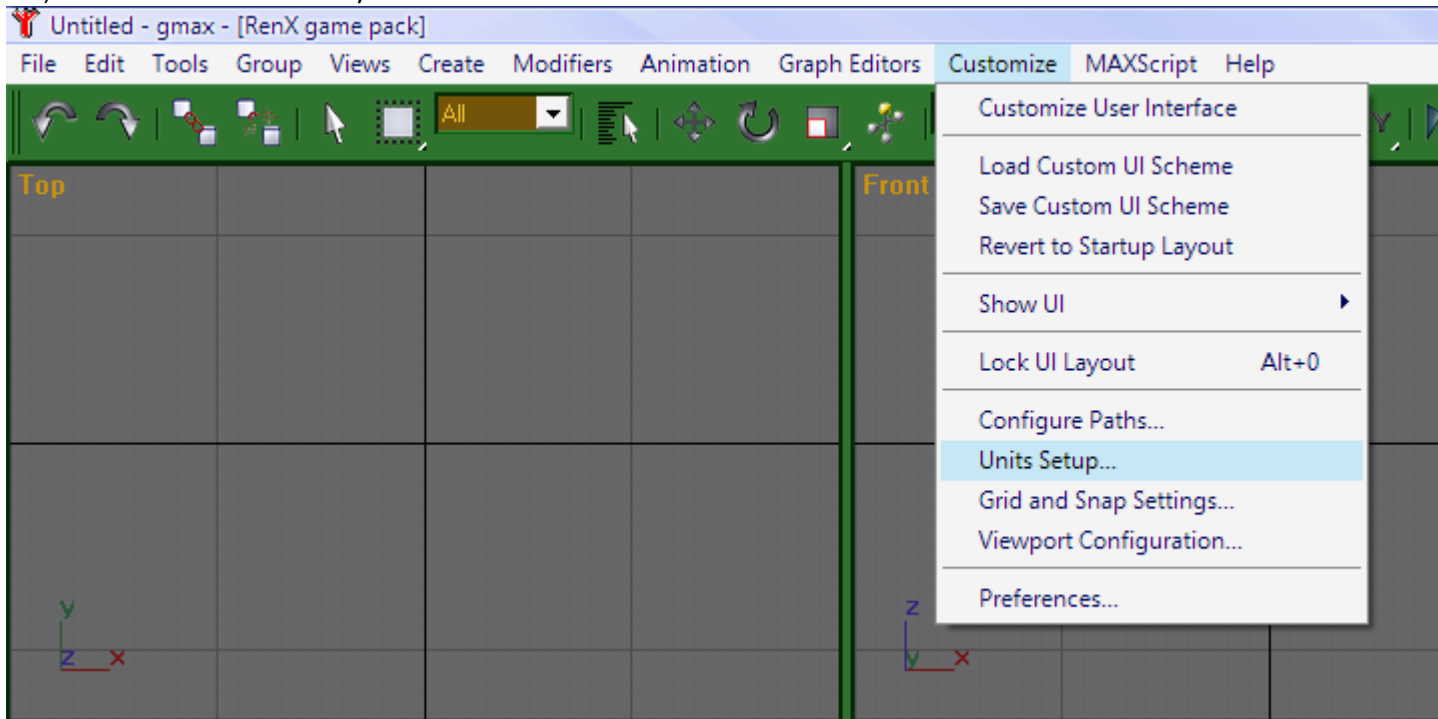 Untitled - gmax - [RenX game pack]
File Edit Tools Group Views Create Modifiers Animation Graph Editors Customize MAXScript Help
All
Top
Front
Customize User Interface
Load Custom UI Scheme
Save Custom UI Scheme
Revert to Startup Layout
Show UI
Lock UI Layout Alt+0
Configure Paths...
Units Setup...
Grid and Snap Settings...
Viewport Configuration...
Preferences...
y
z x
z
y x